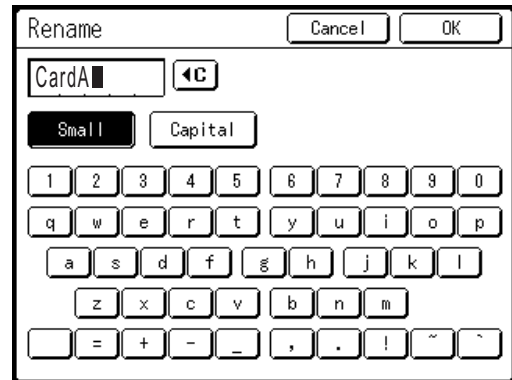 Rename Cancel OK
CardA ◀C
Small Capital
1 2 3 4 5 6 7 8 9 0
q w e r t y u i o p
a s d f g h j k l
z x c v b n m
= + - _ , . ! ~ `